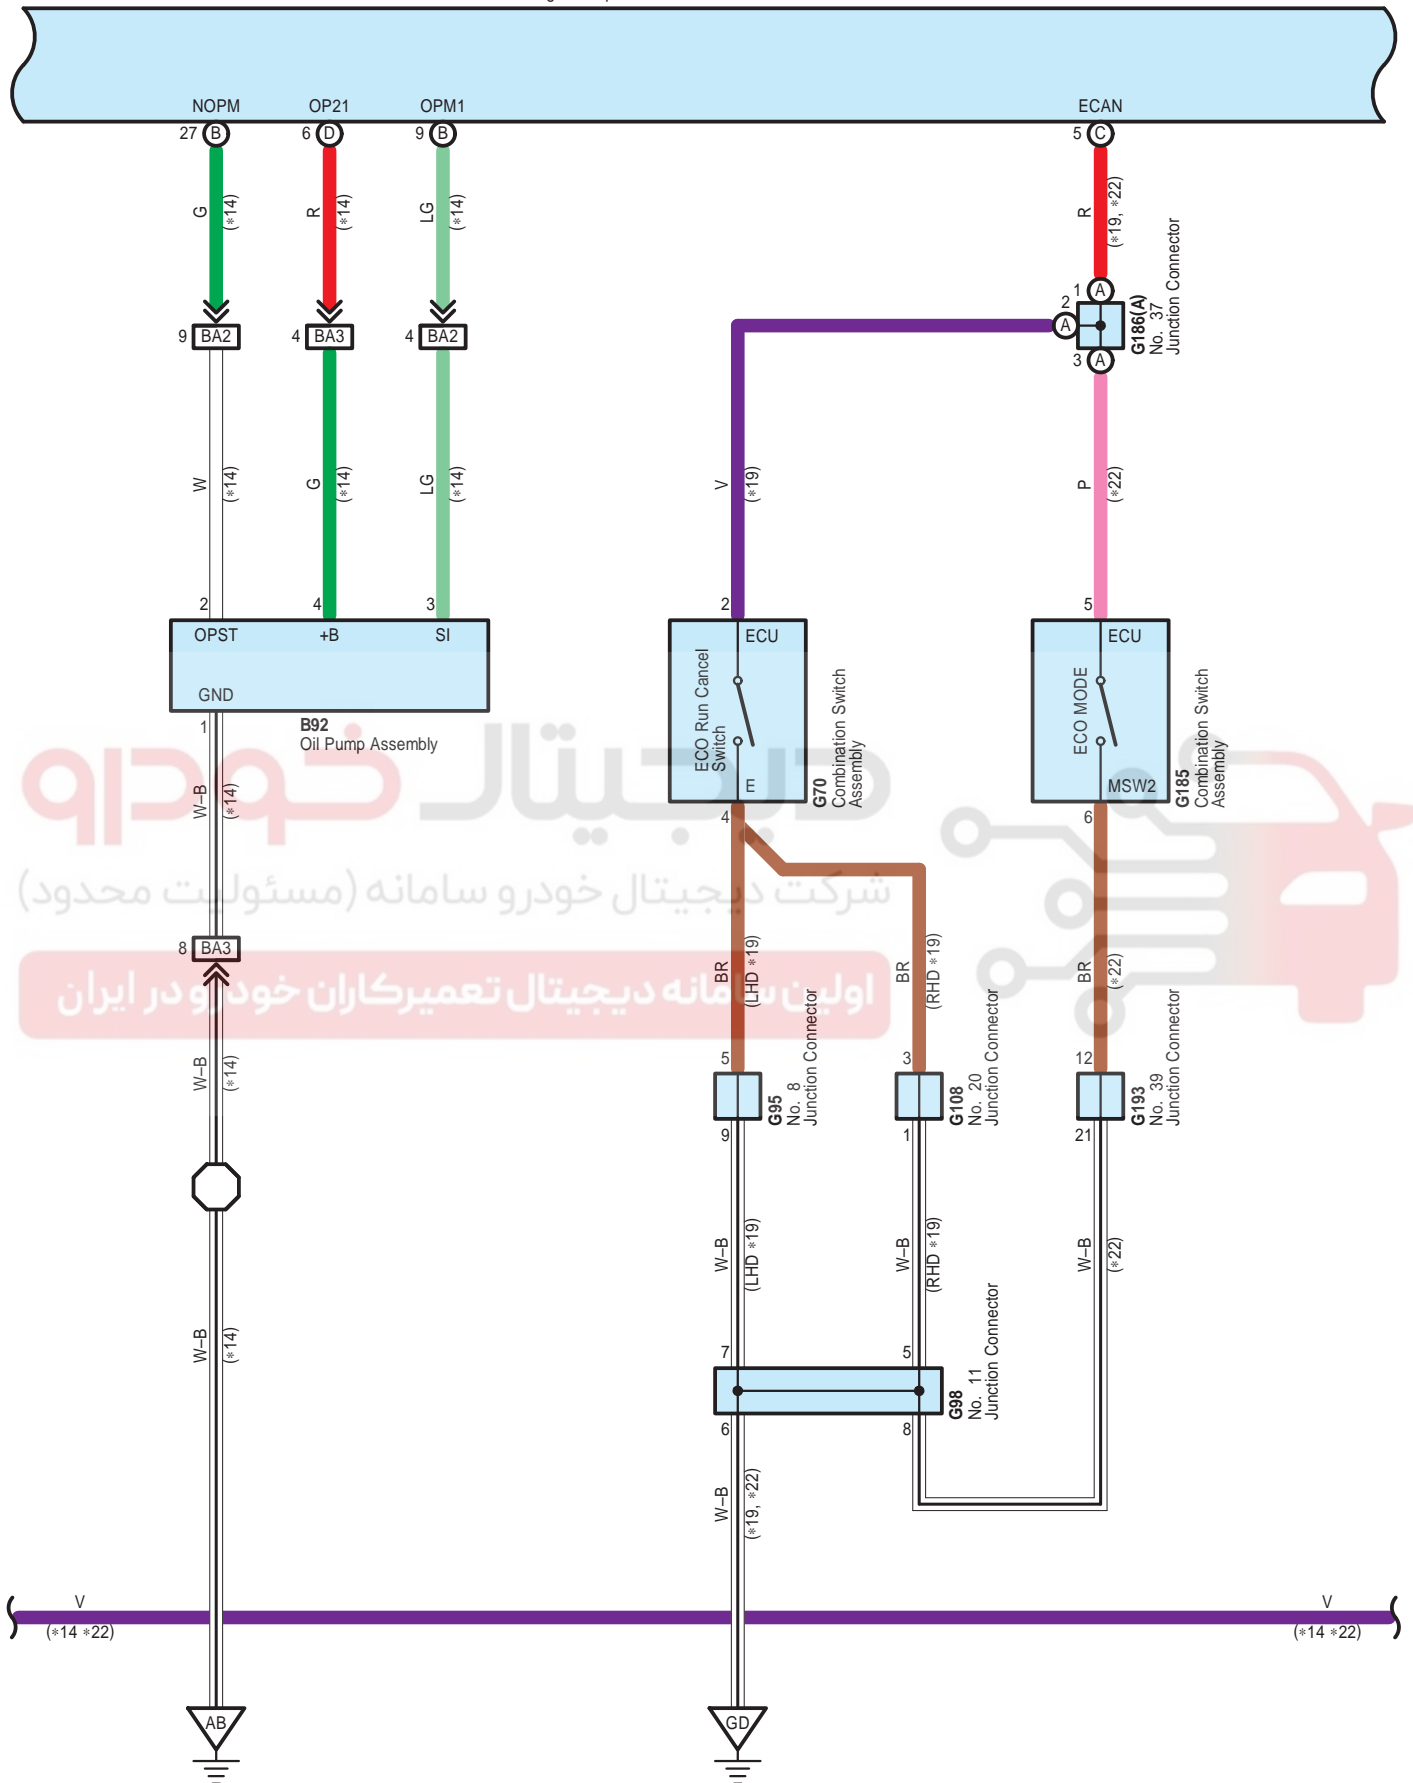 NOPM OP21 OPM1 ECAN
27 B 6 D 9 B 5 C
G (*14) R (*14) LG (*14) R (*19, *22)
1 A
2 A
3 A
G186(A)
No. 37
Junction Connector
9 BA2 4 BA3 4 BA2
W (*14) G (*14) LG (*14) V (*19) P (*22)
2 4 3 2 5
OPST +B SI ECU ECU
GND
1
B92
Oil Pump Assembly
ECO Run Cancel
Switch
E
G70
Combination Switch
Assembly
ECO MODE
MSW2
G185
Combination Switch
Assembly
4 6
دیجیتال خودرو
شرکت دیجیتال خودرو سامانه (مسئولیت محدود)
اولین سامانه دیجیتال تعمیرکاران خودرو در ایران
W–B (*14)
8 BA3
BR (LHD *19) BR (RHD *19) BR (*22)
W–B (*14)
5 3 12
G95
No. 8
Junction Connector
G108
No. 20
Junction Connector
G193
No. 39
Junction Connector
9 1 21
W–B (LHD *19) W–B (RHD *19) W–B (*22)
W–B (*14)
7 5
G98
No. 11
Junction Connector
6 8
W–B (*19, *22)
V V
(*14 *22) (*14 *22)
AB GD